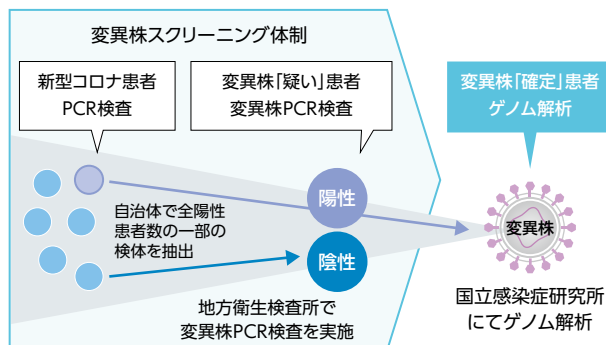 変異株スクリーニング体制
新型コロナ患者
PCR検査
変異株「疑い」患者
変異株PCR検査
変異株「確定」患者
ゲノム解析
自治体で全陽性
患者数の一部の
検体を抽出
陽性
陰性
変異株
地方衛生検査所で
変異株PCR検査を実施
国立感染症研究所
にてゲノム解析